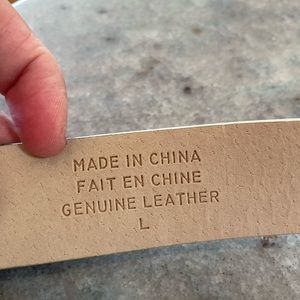 MADE IN CHINA
FAIT EN CHINE
GENUINE LEATHER
L